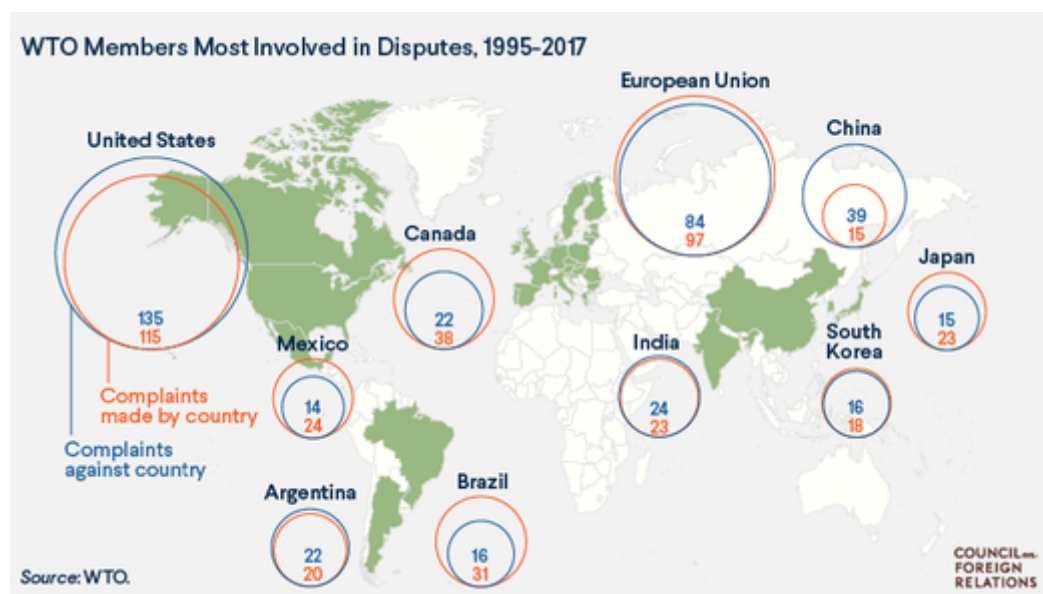 WTO Members Most Involved in Disputes, 1995-2017
European Union
84
97
China
39
15
United States
135
115
Canada
22
38
Japan
15
23
Mexico
14
24
India
24
23
South
Korea
16
18
Complaints
made by country
Complaints
against country
Argentina
22
20
Brazil
16
31
Source: WTO.
COUNCIL on
FOREIGN
RELATIONS